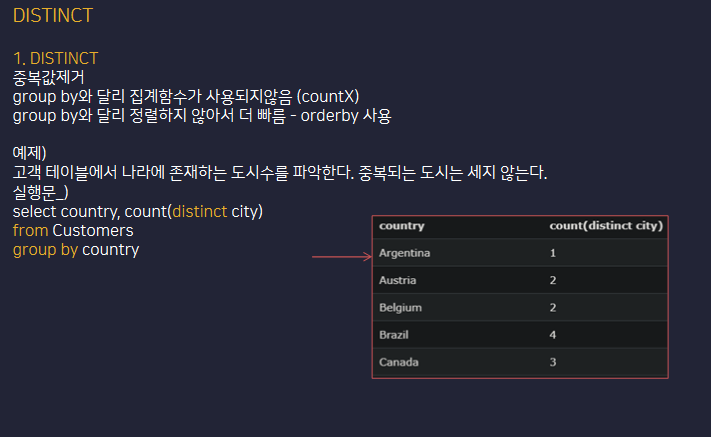 DISTINCT
1. DISTINCT
중복값제거
group by와 달리 집계함수가 사용되지않음 (countX)
group by와 달리 정렬하지 않아서 더 빠름 - orderby 사용
예제)
고객 테이블에서 나라에 존재하는 도시수를 파악한다. 중복되는 도시는 세지 않는다.
실행문_)
select country, count(distinct city)
from Customers
group by country
country count(distinct city)
Argentina 1
Austria 2
Belgium 2
Brazil 4
Canada 3